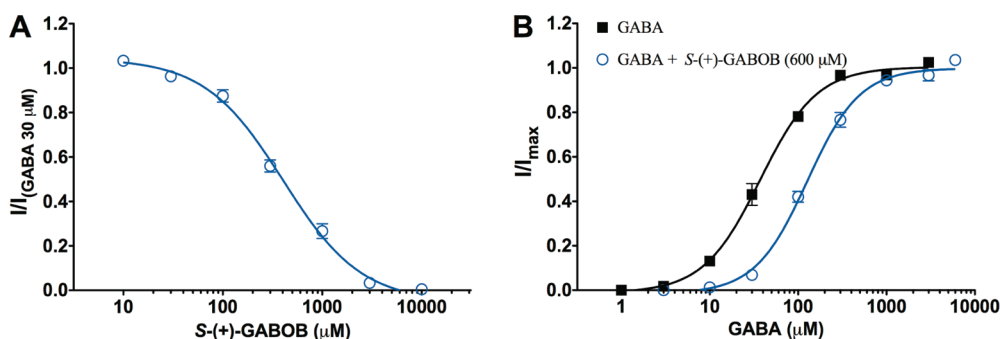 A
I/I(GABA 30 μM)
1.2
1.0
0.8
0.6
0.4
0.2
0.0
10 100 1000 10000
S-(+)-GABOB (μM)
B
GABA
GABA + S-(+)-GABOB (600 μM)
I/Imax
1.2
1.0
0.8
0.6
0.4
0.2
0.0
1 10 100 1000 10000
GABA (μM)